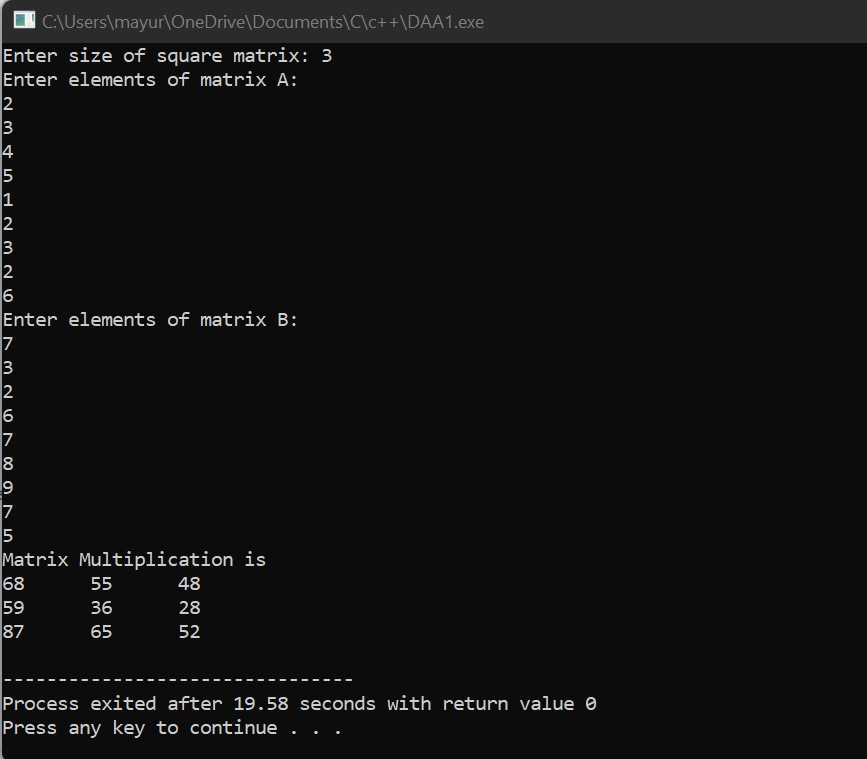 C:\Users\mayur\OneDrive\Documents\C\c++\DAA1.exe
Enter size of square matrix: 3
Enter elements of matrix A:
2
3
4
5
1
2
3
2
6
Enter elements of matrix B:
7
3
2
6
7
8
9
7
5
Matrix Multiplication is
68      55      48
59      36      28
87      65      52
--------------------------------
Process exited after 19.58 seconds with return value 0
Press any key to continue . . .